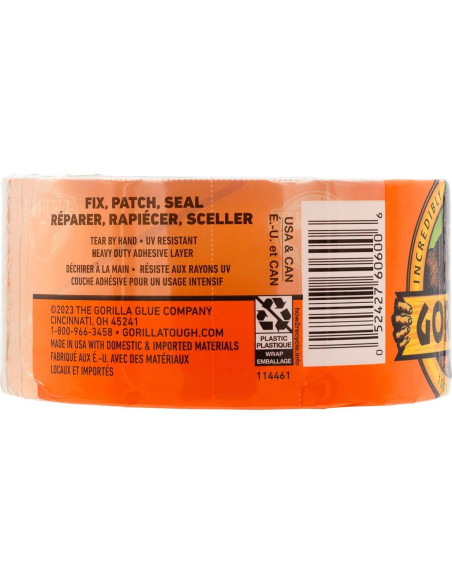 FIX, PATCH, SEAL
RÉPARER, RAPIÉCER, SCELLER
TEAR BY HAND • UV RESISTANT
HEAVY DUTY ADHESIVE LAYER
DÉCHIRER À LA MAIN • RÉSISTE AUX RAYONS UV
COUCHE ADHÉSIVE POUR UN USAGE INTENSIF
©2023 THE GORILLA GLUE COMPANY
CINCINNATI, OH 45241
1-800-966-3458 • GORILLATOUGH.COM
MADE IN USA WITH DOMESTIC & IMPORTED MATERIALS
FABRIQUÉ AUX É.-U. AVEC DES MATÉRIAUX
LOCAUX ET IMPORTÉS
USA & CAN
É.-U. et CAN
PLASTIC
PLASTIQUE
WRAP
EMBALLAGE
how2recycle.info
114461
0 52427 60600 6
INCREDIBLY
GO